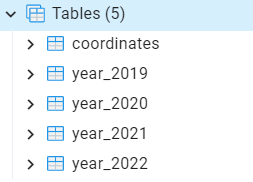 Tables (5)
coordinates
year_2019
year_2020
year_2021
year_2022